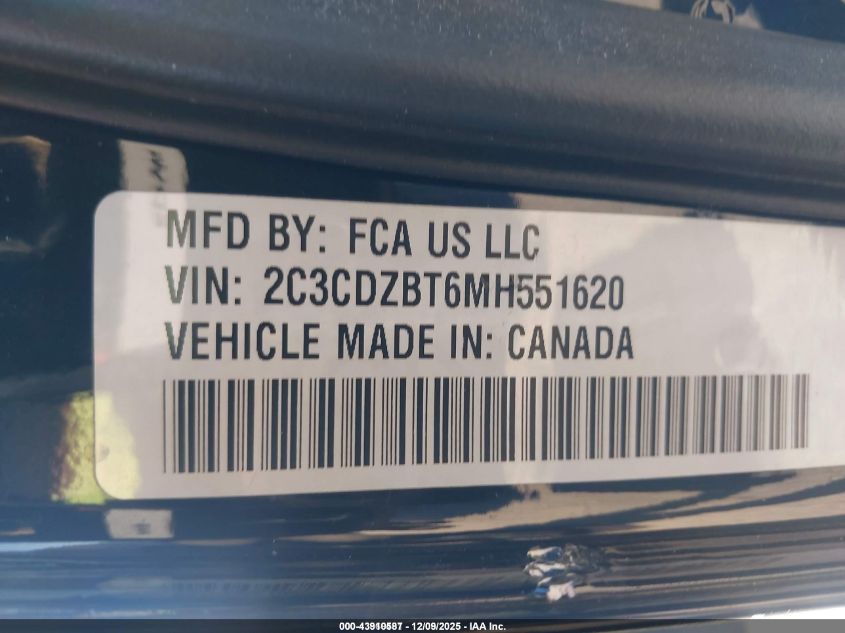 MFD BY: FCA US LLC
VIN: 2C3CDZBT6MH551620
VEHICLE MADE IN: CANADA
000-43910587 - 12/09/2025 - IAA Inc.